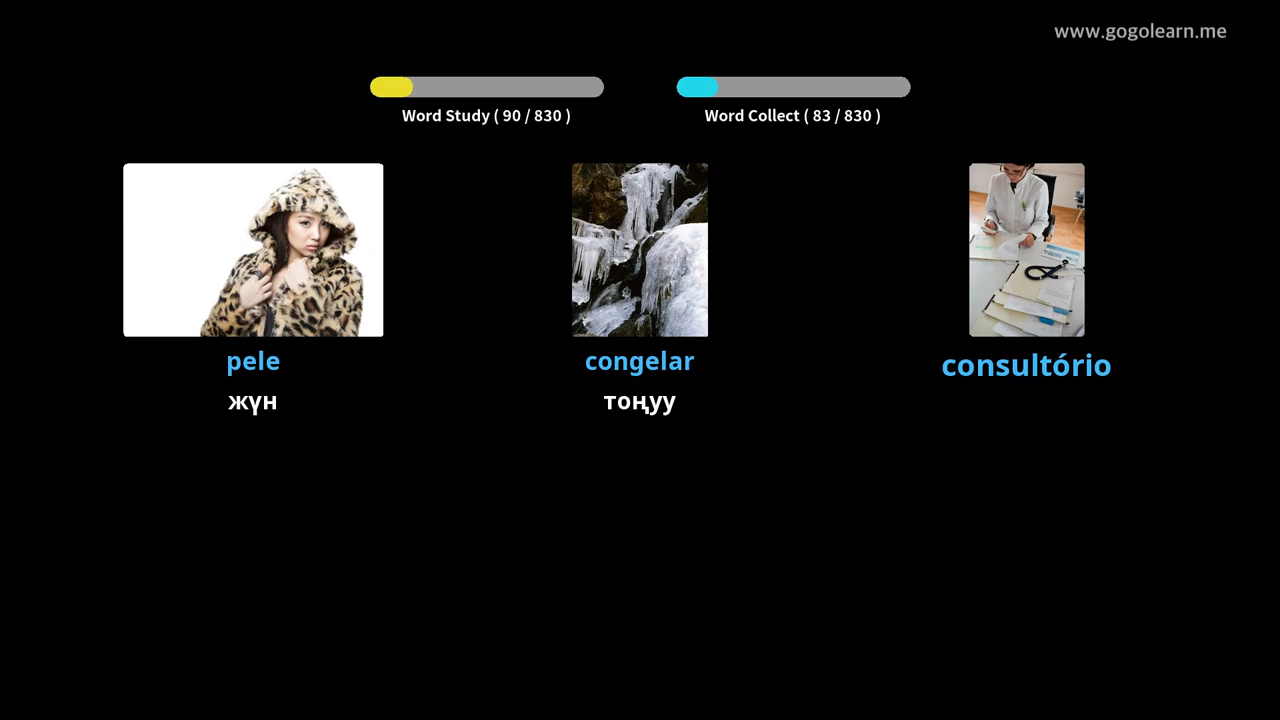 www.gogolearn.me
Word Study ( 90 / 830 )
Word Collect ( 83 / 830 )
pele
congelar
consultório
жүн
тоңуу